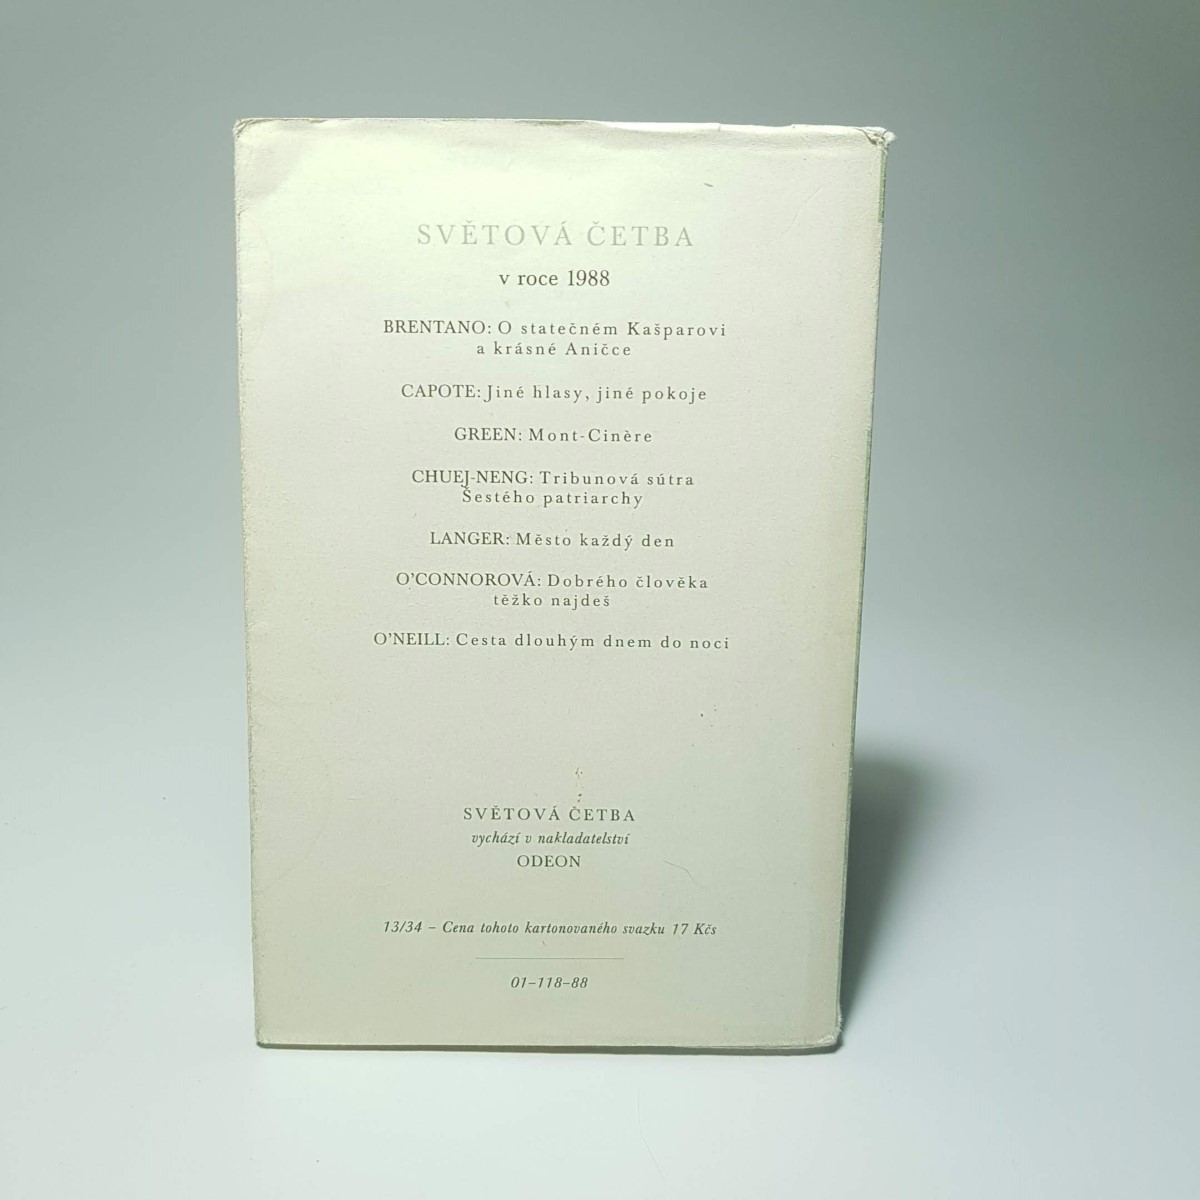 SVĚTOVÁ ČETBA
v roce 1988
BRENTANO: O statečném Kašparovi
a krásné Aničce
CAPOTE: Jiné hlasy, jiné pokoje
GREEN: Mont-Cinère
CHUEJ-NENG: Tribunová sútra
Šestého patriarchy
LANGER: Město každý den
O'CONNOROVÁ: Dobrého člověka
těžko najdeš
O'NEILL: Cesta dlouhým dnem do noci
SVĚTOVÁ ČETBA
vychází v nakladatelství
ODEON
13/34 – Cena tohoto kartonovaného svazku 17 Kčs
01–118–88